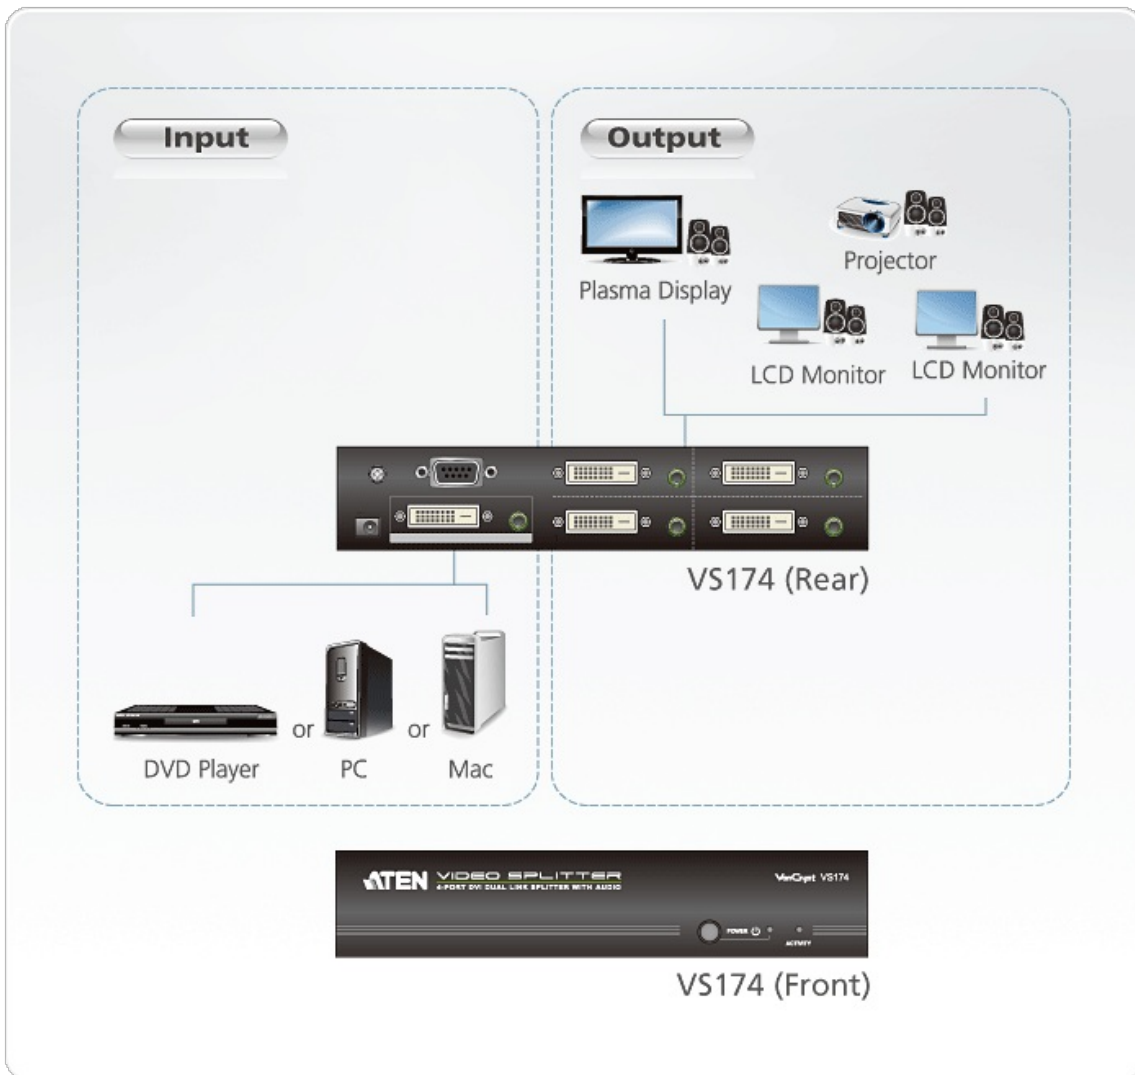 Input
Output
Plasma Display
Projector
LCD Monitor
LCD Monitor
VS174 (Rear)
or
or
DVD Player
PC
Mac
ATEN VIDEO SPLITTER
4-PORT DVI DUAL LINK SPLITTER WITH AUDIO
VanCryst VS174
POWER
ACTIVITY
VS174 (Front)